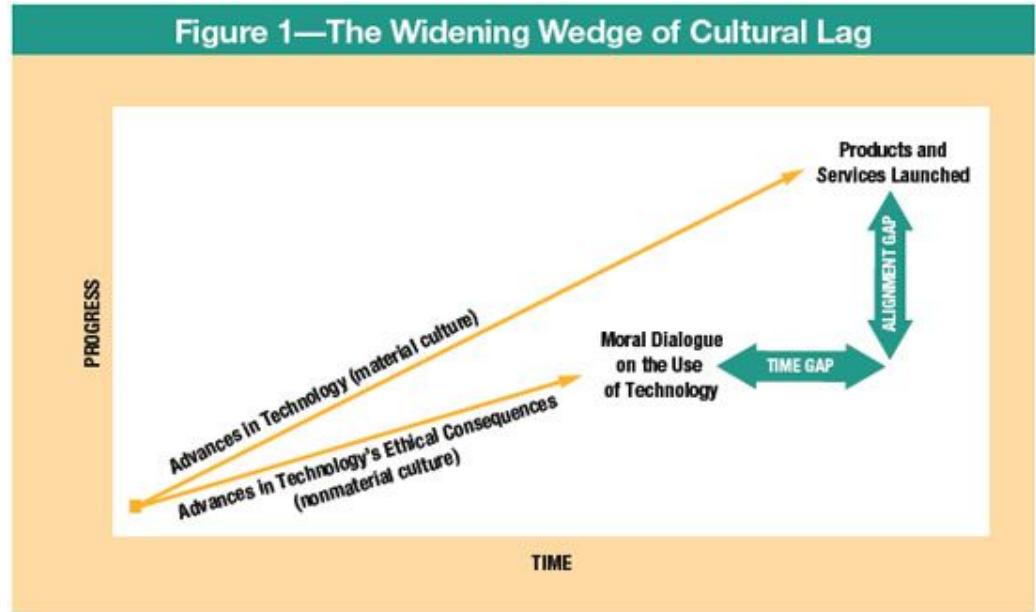 Figure 1—The Widening Wedge of Cultural Lag
Products and
Services Launched
ALIGNMENT GAP
PROGRESS
Advances in Technology (material culture)
Moral Dialogue
on the Use
of Technology
TIME GAP
Advances in Technology's Ethical Consequences
(nonmaterial culture)
TIME